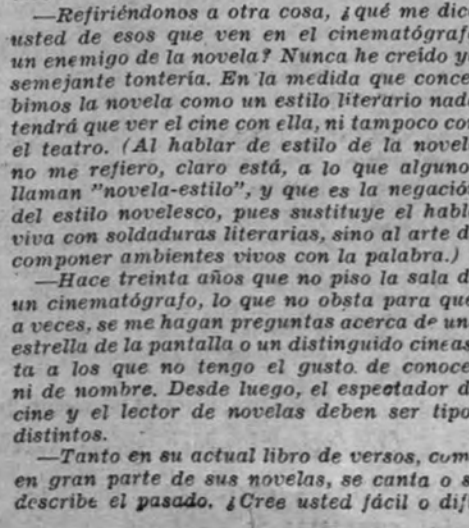 —Refiriéndonos a otra cosa, ¿qué me dice
usted de esos que ven en el cinematógraf
un enemigo de la novela? Nunca he creído y
semejante tontería. En la medida que conce
bimos la novela como un estilo literario nad
tendrá que ver el cine con ella, ni tampoco co
el teatro. (Al hablar de estilo de la novel
no me refiero, claro está, a lo que alguno
llaman "novela-estilo", y que es la negació
del estilo novelesco, pues sustituye el habl
viva con soldaduras literarias, sino al arte d
componer ambientes vivos con la palabra.)
—Hace treinta años que no piso la sala d
un cinematógrafo, lo que no obsta para que
a veces, se me hagan preguntas acerca de un
estrella de la pantalla o un distinguido cineas
ta a los que no tengo el gusto de conoce
ni de nombre. Desde luego, el espectador d
cine y el lector de novelas deben ser tipo
distintos.
—Tanto en su actual libro de versos, com
en gran parte de sus novelas, se canta o s
describe el pasado. ¿Cree usted fácil o dif